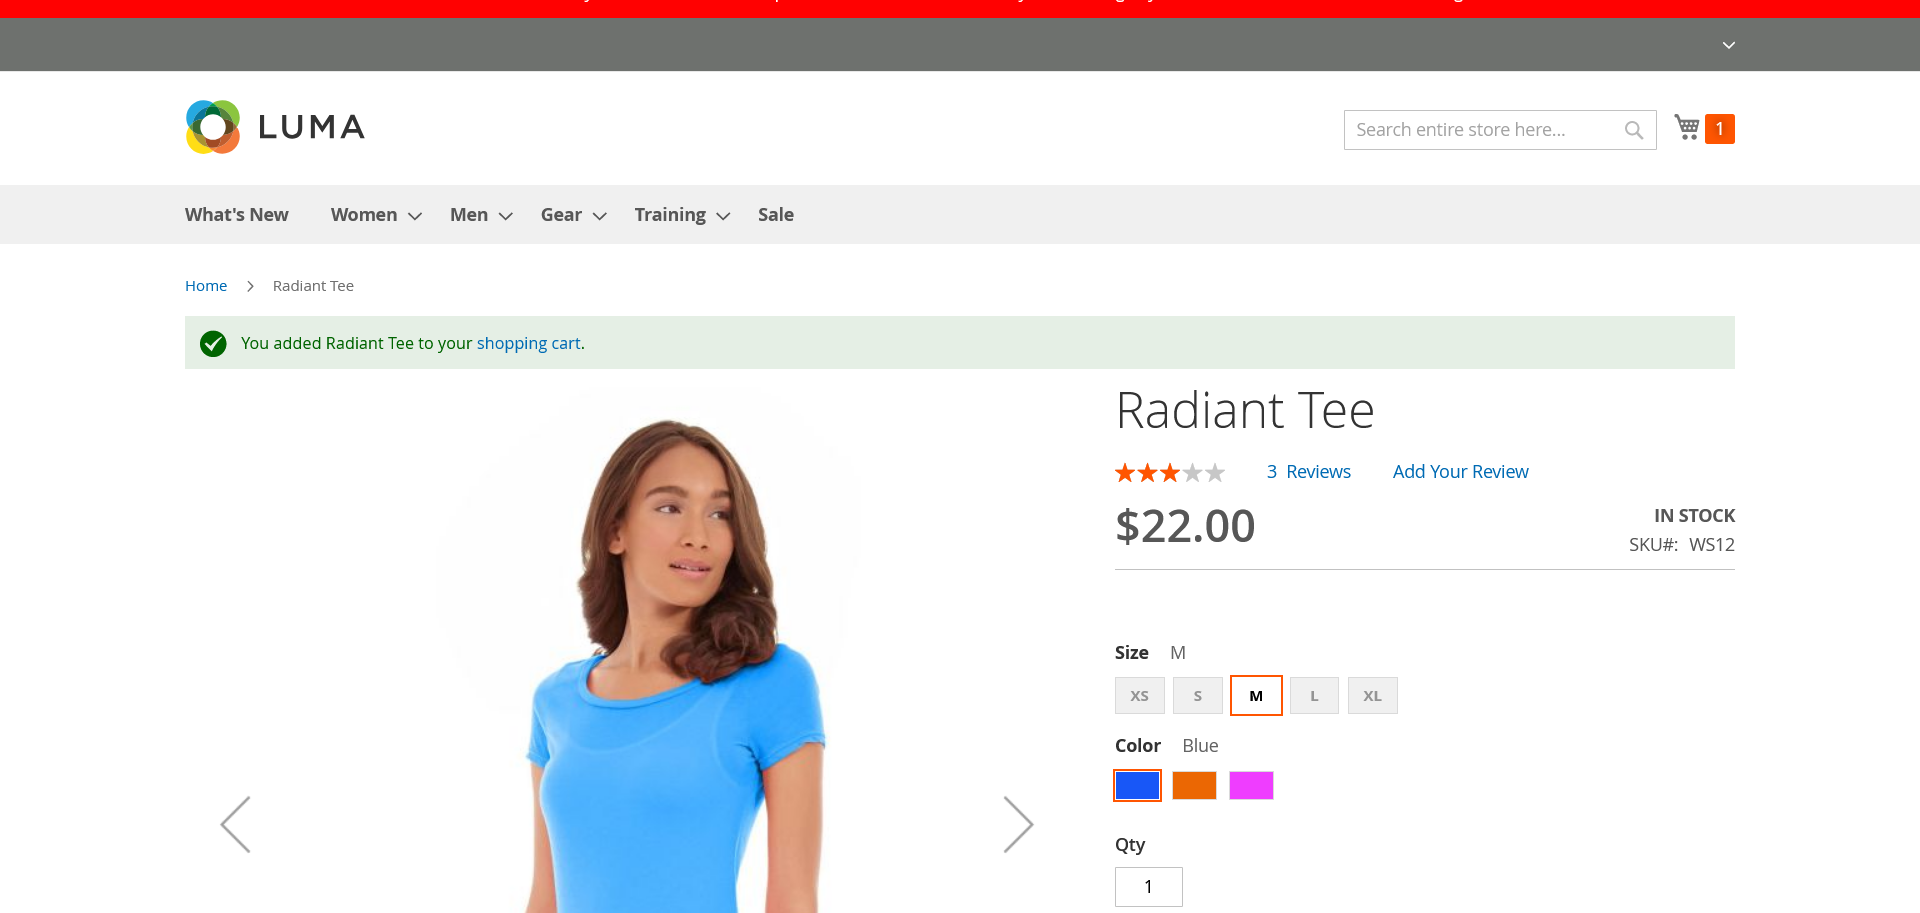 LUMA
Search entire store here...
1
What's New Women Men Gear Training Sale
Home Radiant Tee
You added Radiant Tee to your shopping cart.
Radiant Tee
3 Reviews Add Your Review
$22.00
IN STOCK
SKU#: WS12
Size M
XS S M L XL
Color Blue
Qty
1